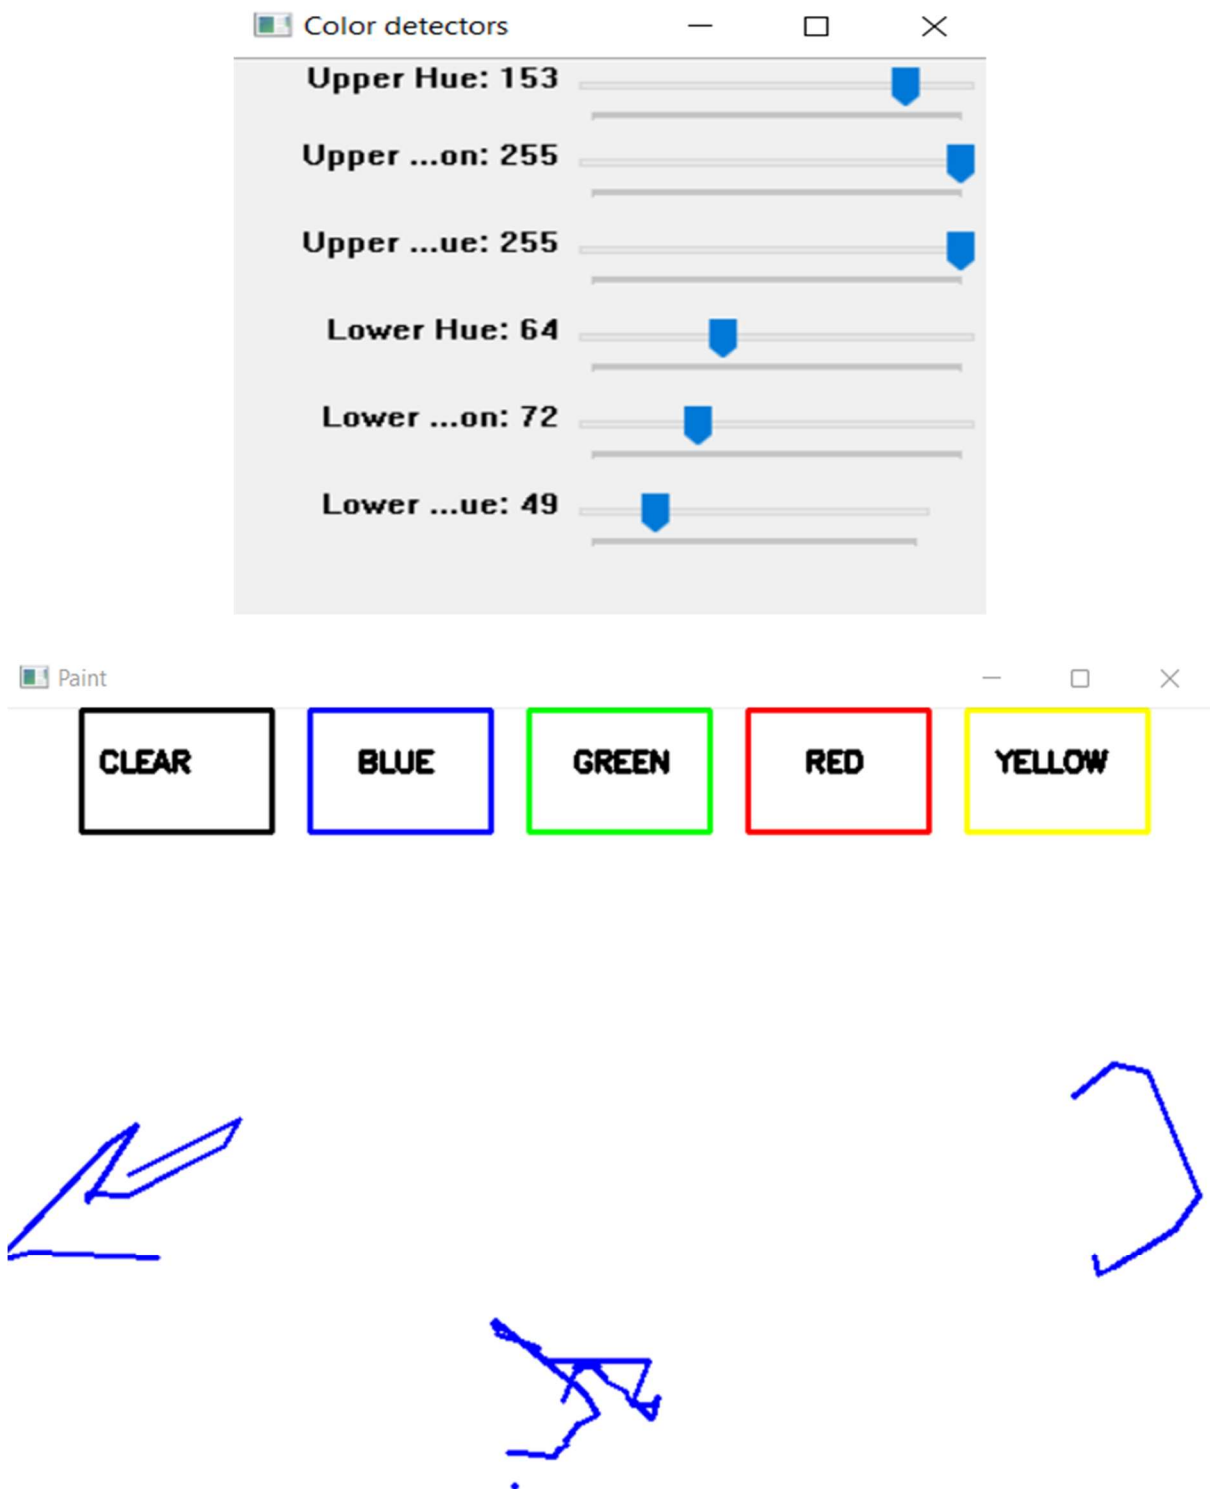 Color detectors
Upper Hue: 153
Upper ...on: 255
Upper ...ue: 255
Lower Hue: 64
Lower ...on: 72
Lower ...ue: 49
Paint
CLEAR BLUE GREEN RED YELLOW